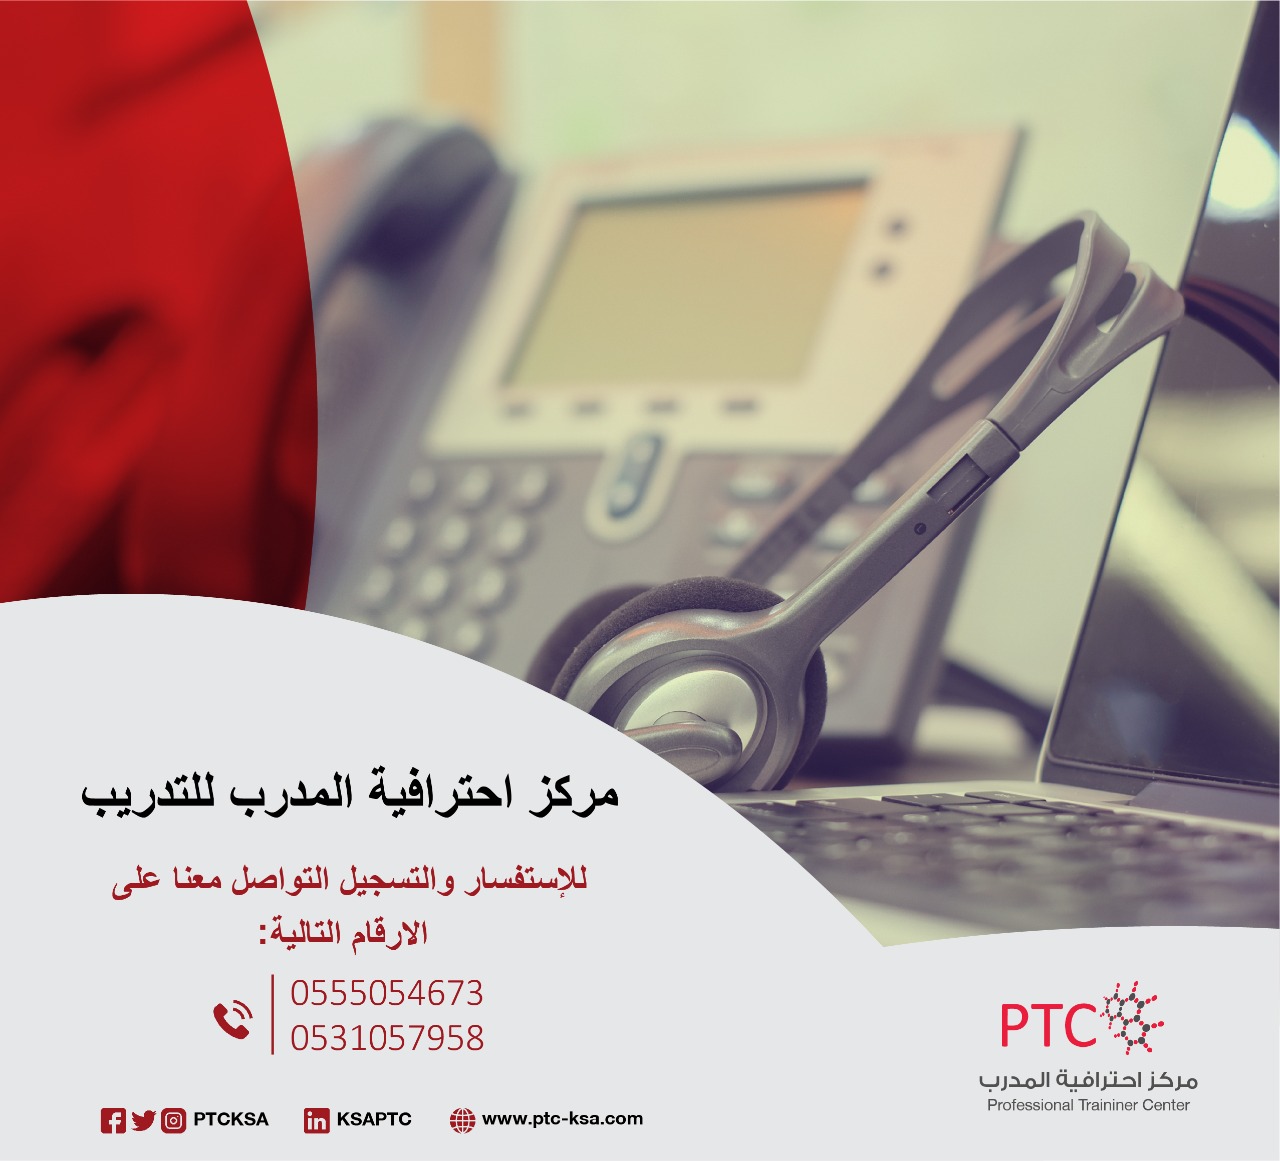 مركز احترافية المدرب للتدريب
للإستفسار والتسجيل التواصل معنا على
الارقام التالية:
0555054673
0531057958
PTCKSA KSAPTC www.ptc-ksa.com
PTC
مركز احترافية المدرب
Professional Traininer Center